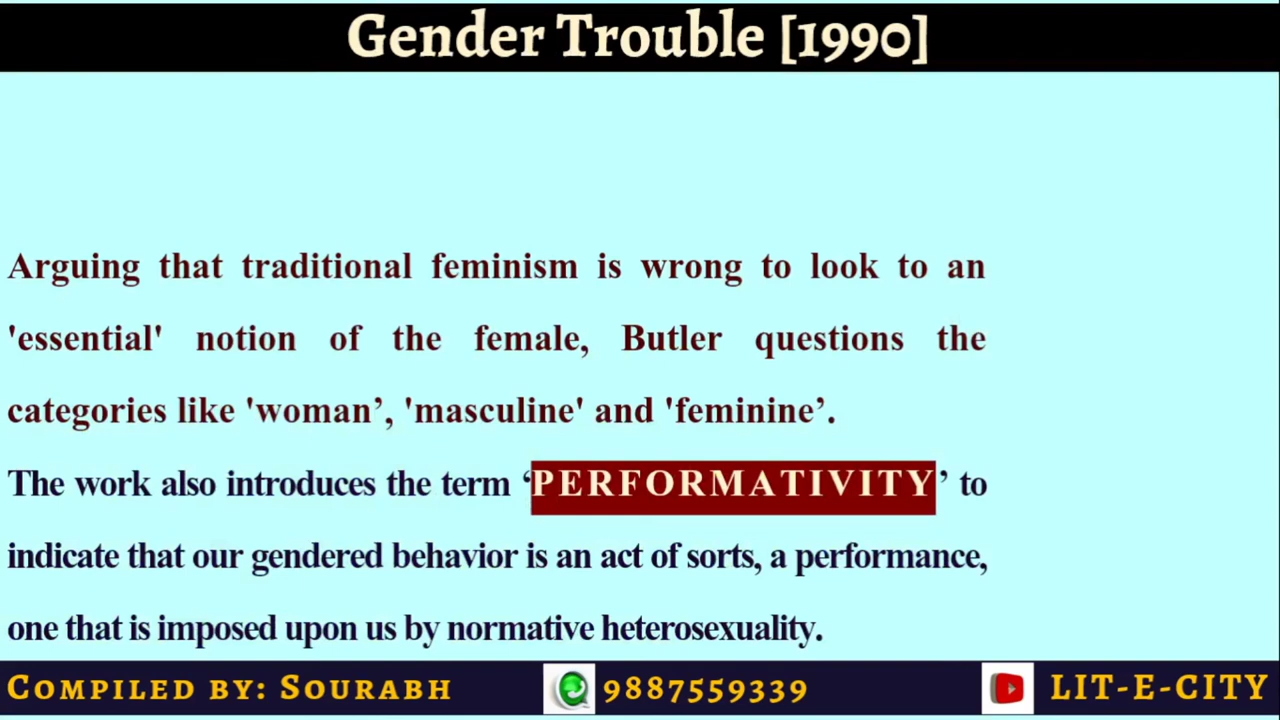 Gender Trouble [1990]
Arguing that traditional feminism is wrong to look to an
'essential' notion of the female, Butler questions the
categories like 'woman’, 'masculine' and 'feminine’.
The work also introduces the term ‘PERFORMATIVITY’ to
indicate that our gendered behavior is an act of sorts, a performance,
one that is imposed upon us by normative heterosexuality.
Compiled by: Sourabh 9887559339 LIT-E-CITY